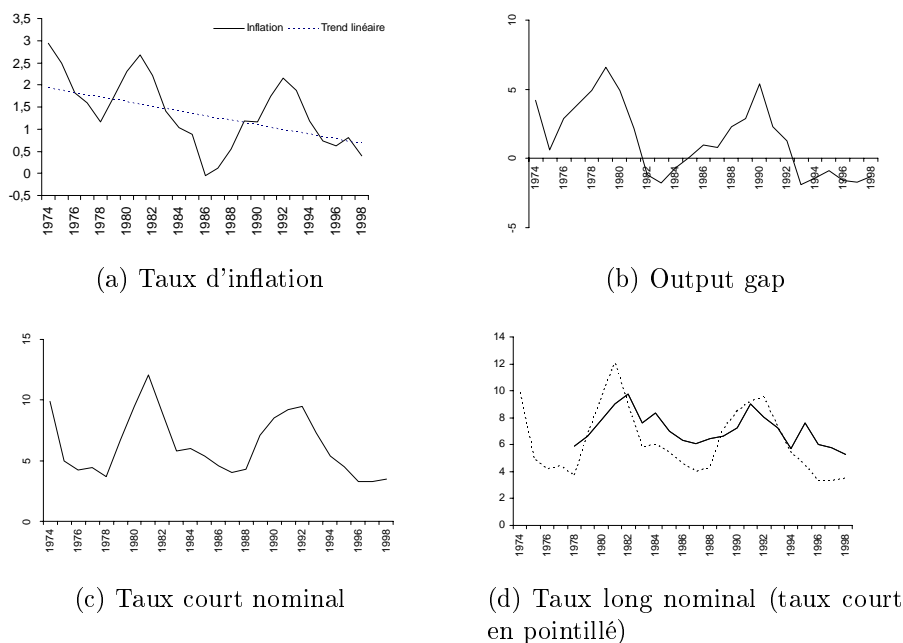 3,5
3
2,5
2
1,5
1
0,5
0
-0,5
Inflation Trend linéaire
1974 1976 1978 1980 1982 1984 1986 1988 1990 1992 1994 1996 1998
(a) Taux d'inflation
10
5
0
-5
1974 1976 1978 1980 1982 1984 1986 1988 1990 1992 1994 1996 1998
(b) Output gap
15
10
5
0
1974 1976 1978 1980 1982 1984 1986 1988 1990 1992 1994 1996 1998
(c) Taux court nominal
14
12
10
8
6
4
2
0
1974 1976 1978 1980 1982 1984 1986 1988 1990 1992 1994 1996 1998
(d) Taux long nominal (taux court
en pointillé)